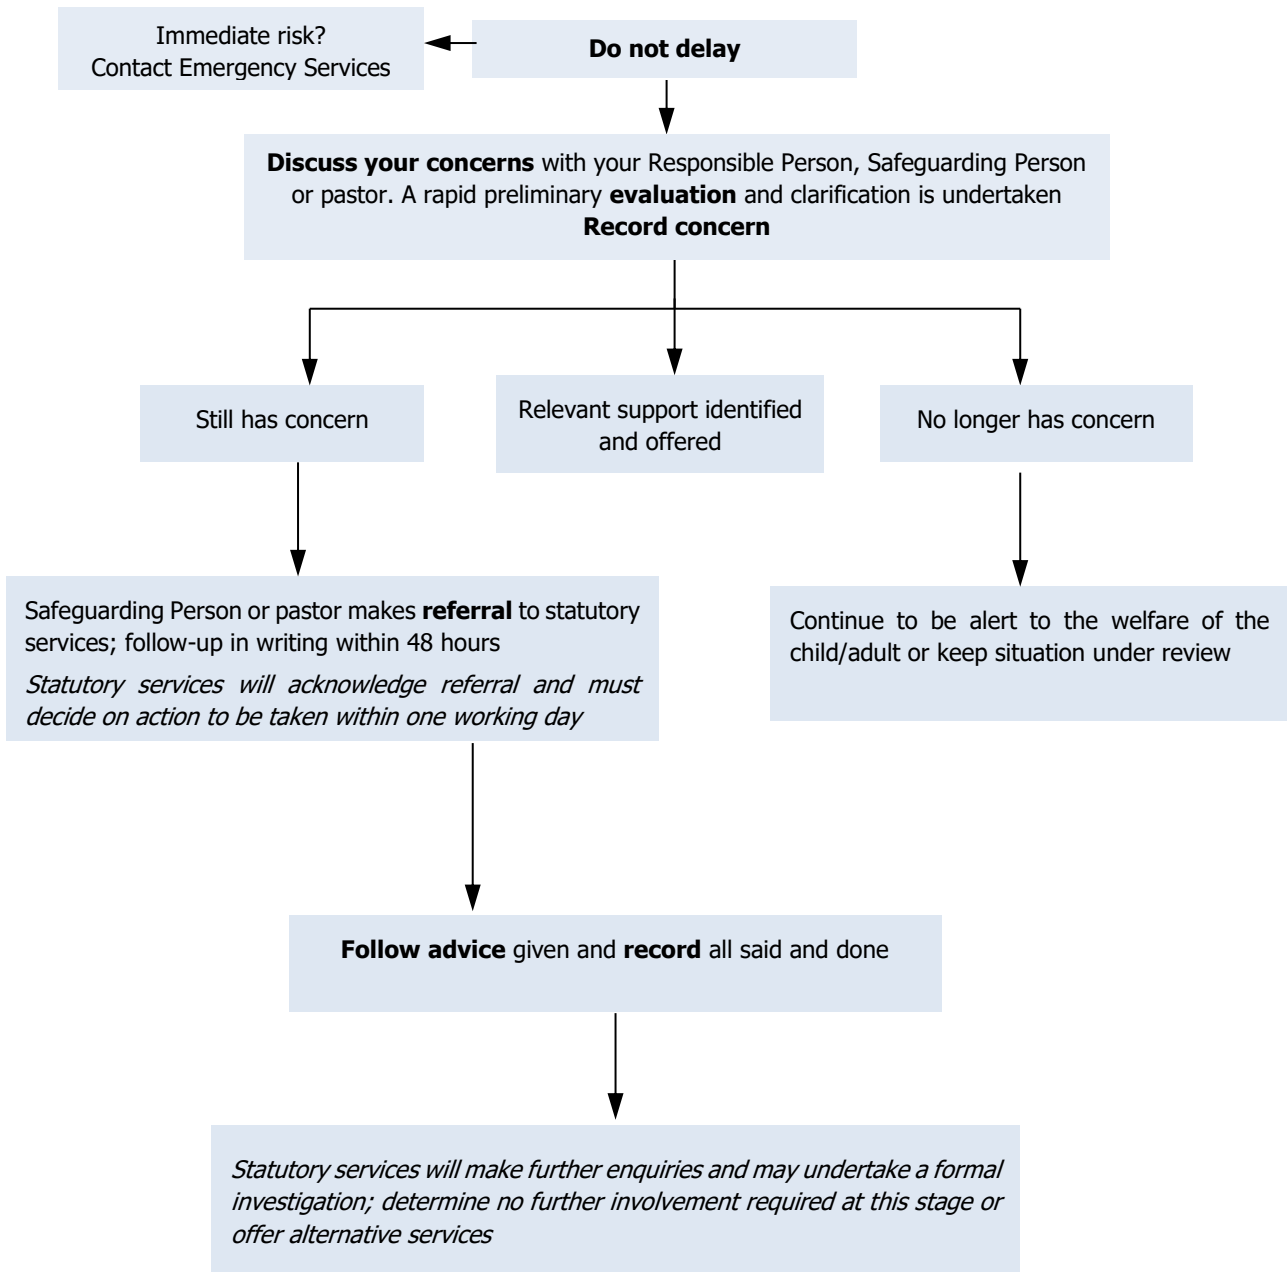 Immediate risk?
Contact Emergency Services
Do not delay
Discuss your concerns with your Responsible Person, Safeguarding Person
or pastor. A rapid preliminary evaluation and clarification is undertaken
Record concern
Still has concern
Relevant support identified
and offered
No longer has concern
Safeguarding Person or pastor makes referral to statutory
services; follow-up in writing within 48 hours
Statutory services will acknowledge referral and must
decide on action to be taken within one working day
Continue to be alert to the welfare of the
child/adult or keep situation under review
Follow advice given and record all said and done
Statutory services will make further enquiries and may undertake a formal
investigation; determine no further involvement required at this stage or
offer alternative services